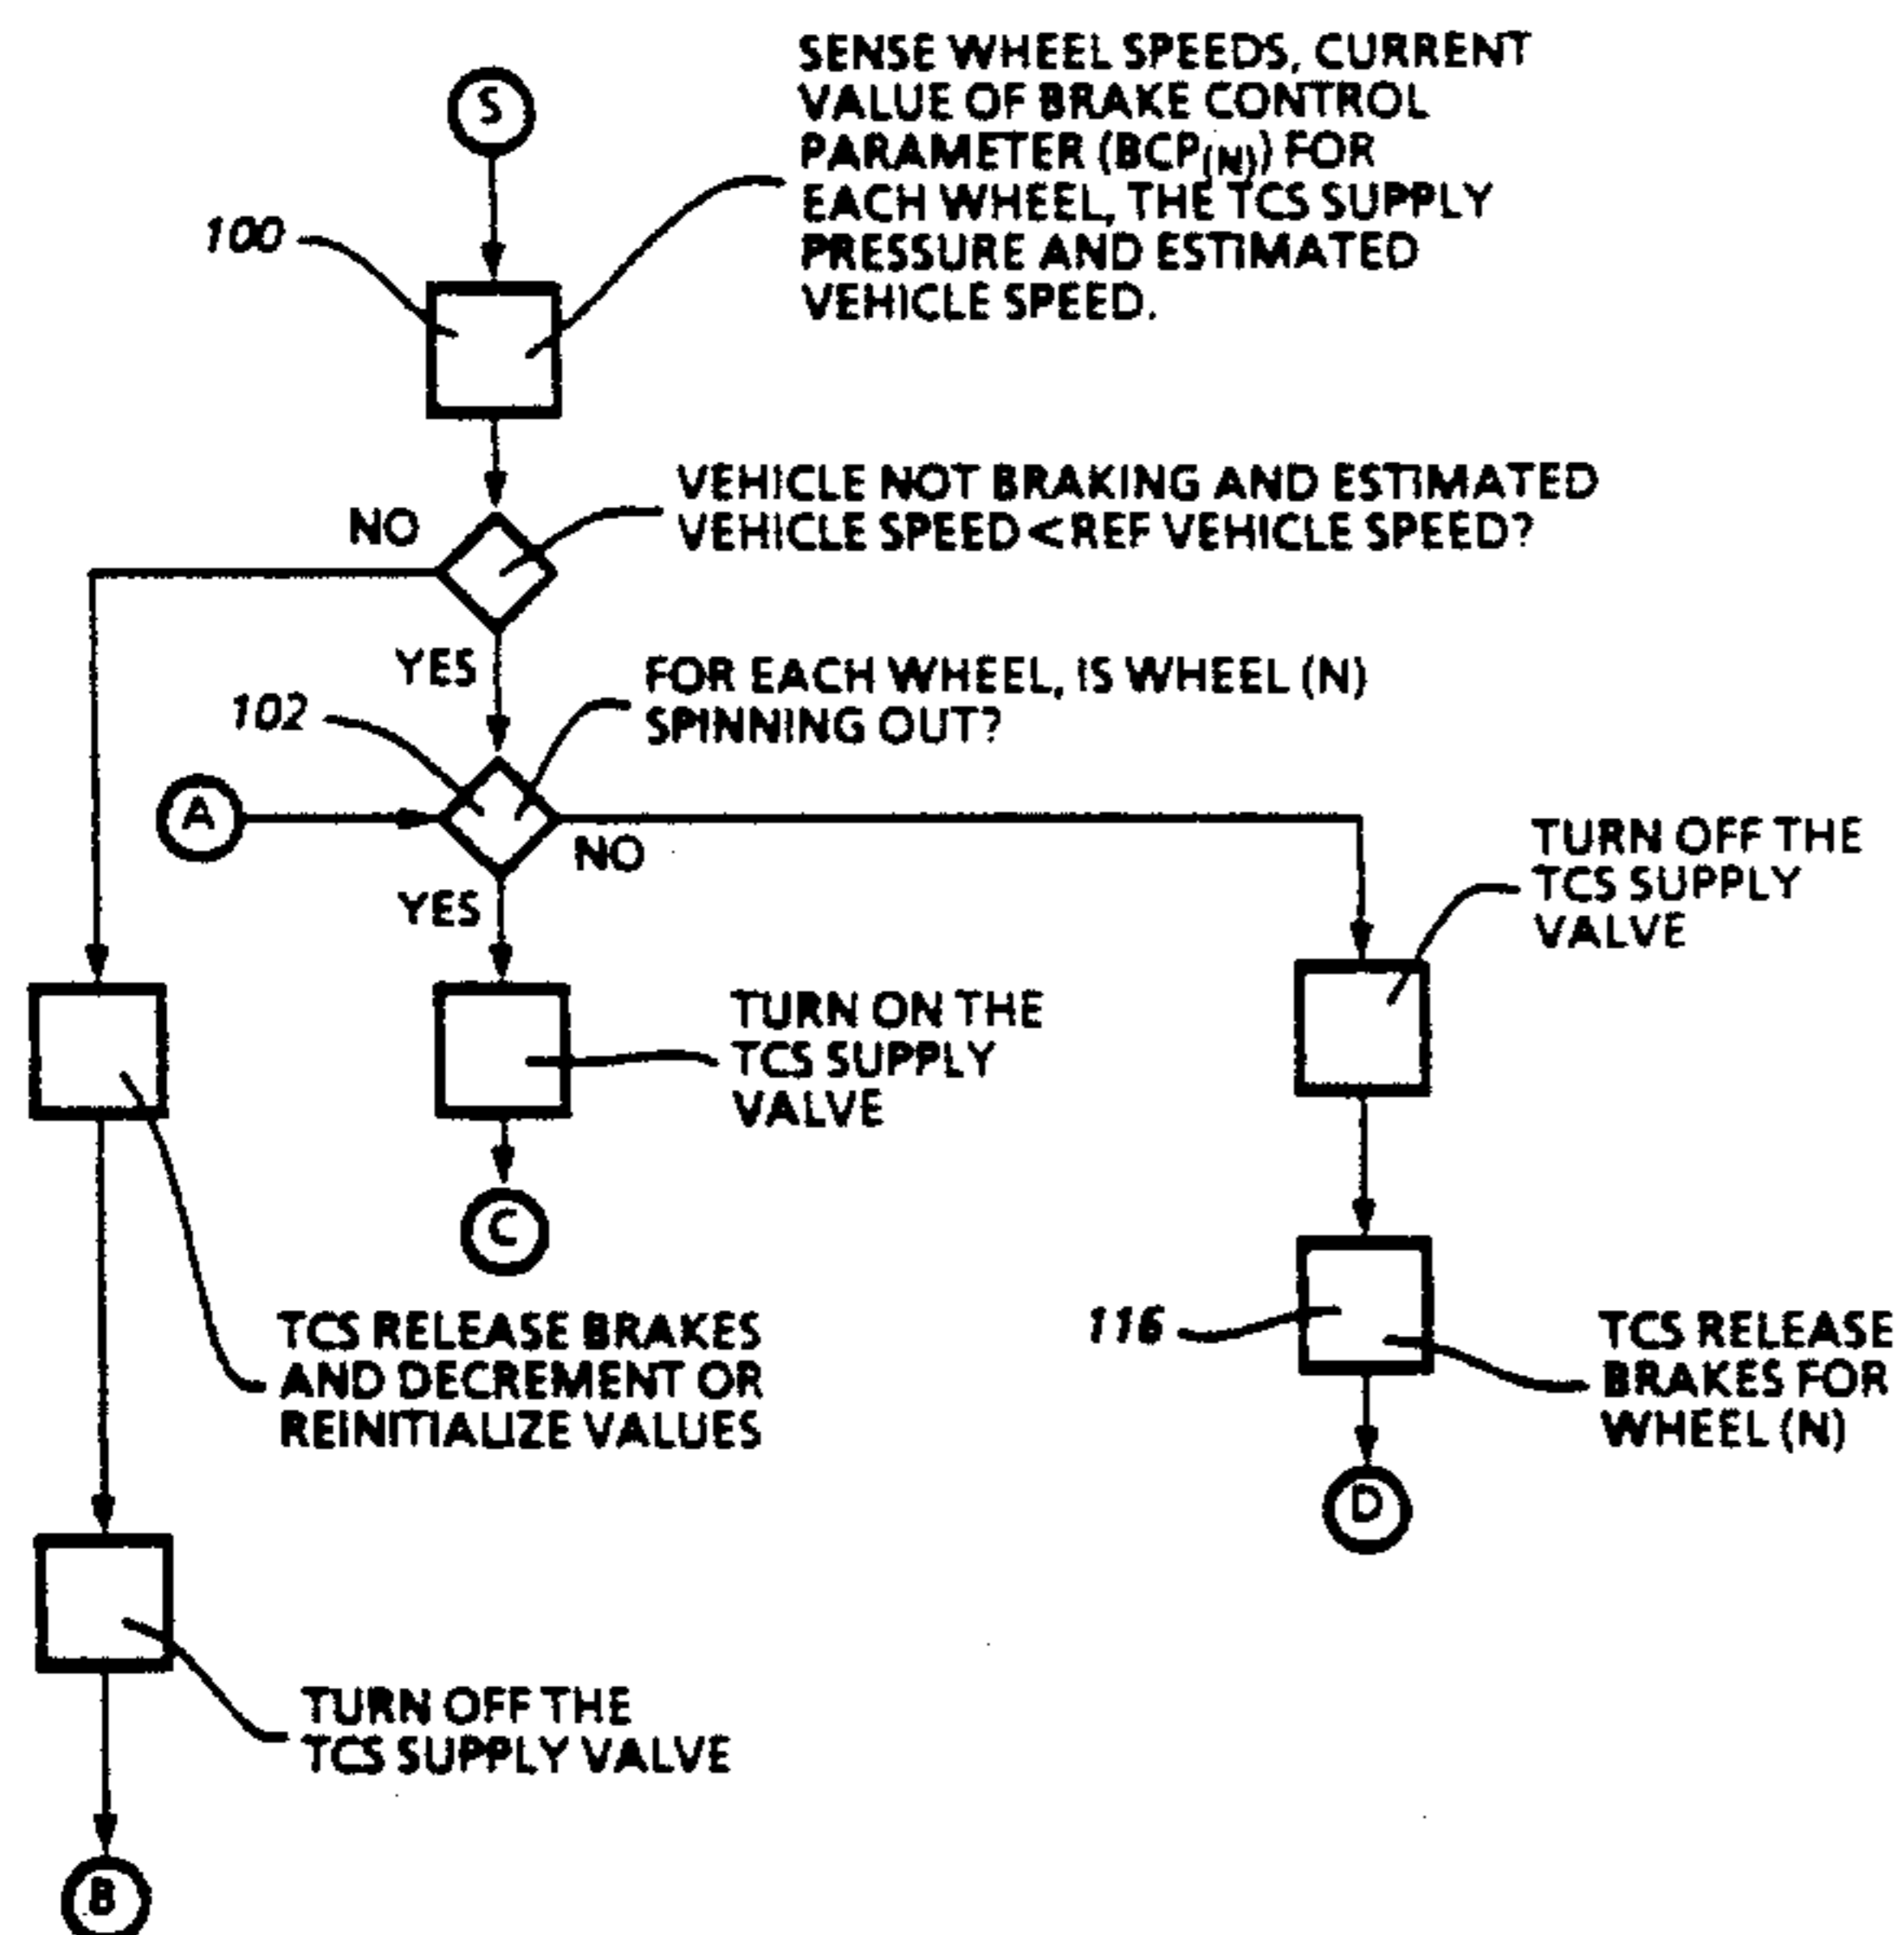 S
SENSE WHEEL SPEEDS, CURRENT
VALUE OF BRAKE CONTROL
PARAMETER (BCP(N)) FOR
EACH WHEEL, THE TCS SUPPLY
PRESSURE AND ESTIMATED
VEHICLE SPEED.
100
NO
VEHICLE NOT BRAKING AND ESTIMATED
VEHICLE SPEED < REF VEHICLE SPEED?
YES
102
FOR EACH WHEEL, IS WHEEL (N)
SPINNING OUT?
A
NO
YES
TURN OFF THE
TCS SUPPLY
VALVE
TURN ON THE
TCS SUPPLY
VALVE
C
TCS RELEASE BRAKES
AND DECREMENT OR
REINITIALIZE VALUES
116
TCS RELEASE
BRAKES FOR
WHEEL (N)
D
TURN OFF THE
TCS SUPPLY VALVE
B